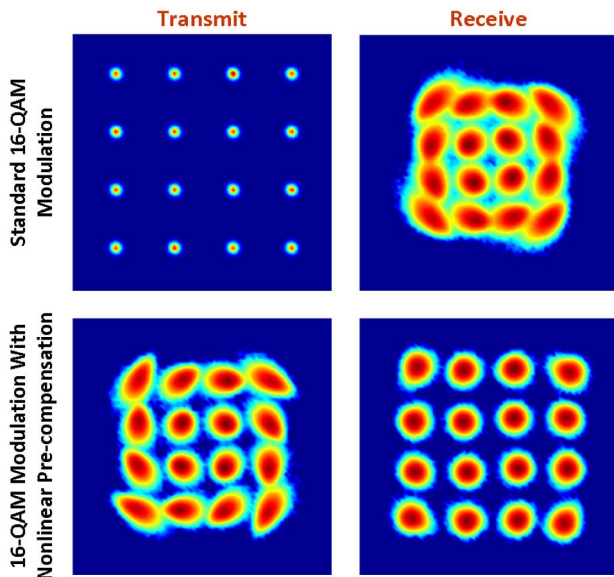 Transmit
Receive
Standard 16-QAM
Modulation
16-QAM Modulation With
Nonlinear Pre-compensation